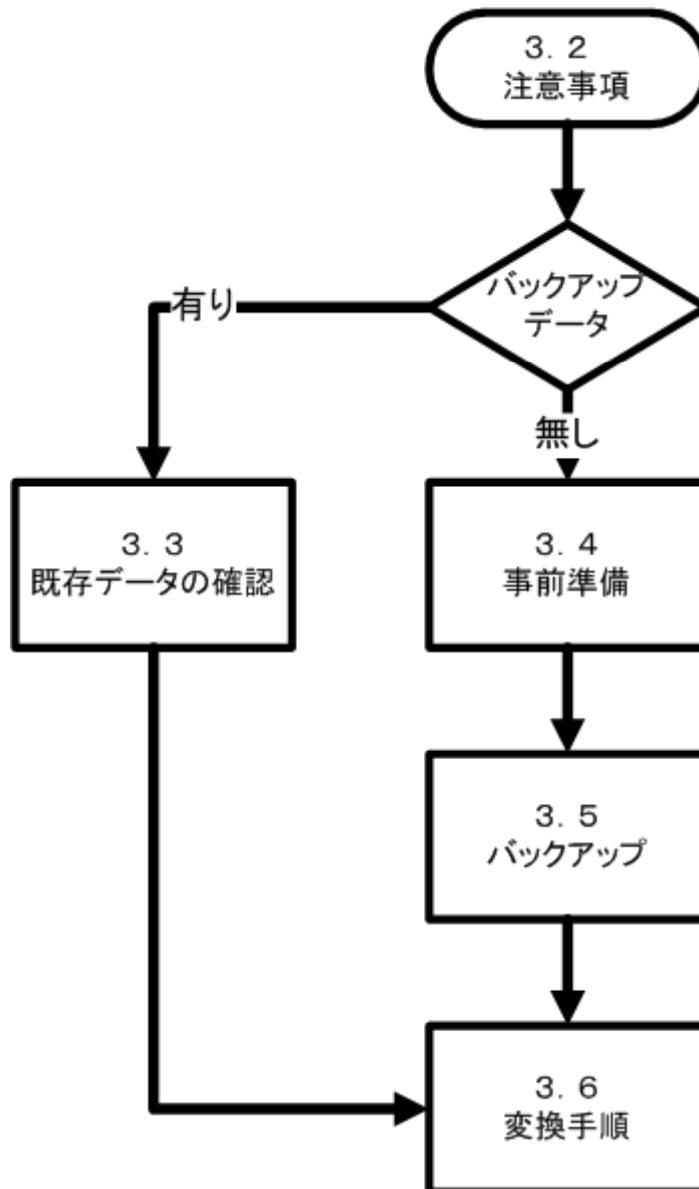 ３．２
注意事項
バックアップ
データ
有り
無し
３．３
既存データの確認
３．４
事前準備
３．５
バックアップ
３．６
変換手順